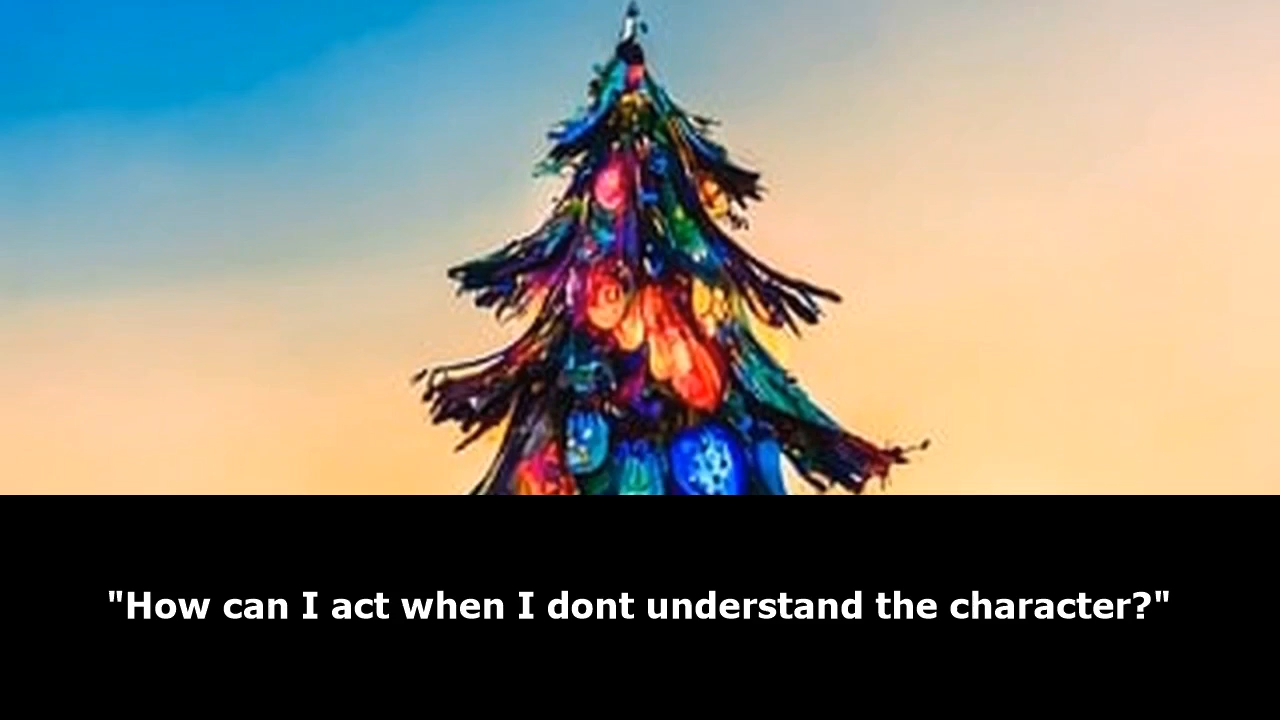 "How can I act when I dont understand the character?"